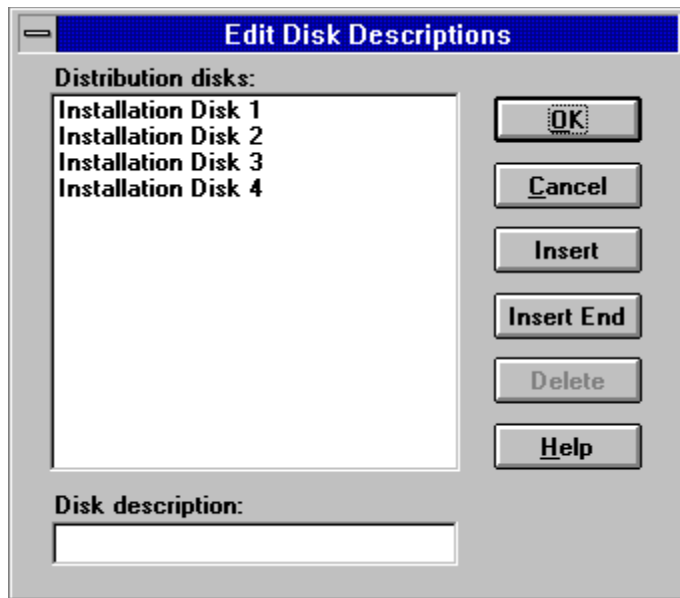 Edit Disk Descriptions
Distribution disks:
Installation Disk 1
Installation Disk 2
Installation Disk 3
Installation Disk 4
OK
Cancel
Insert
Insert End
Delete
Help
Disk description: